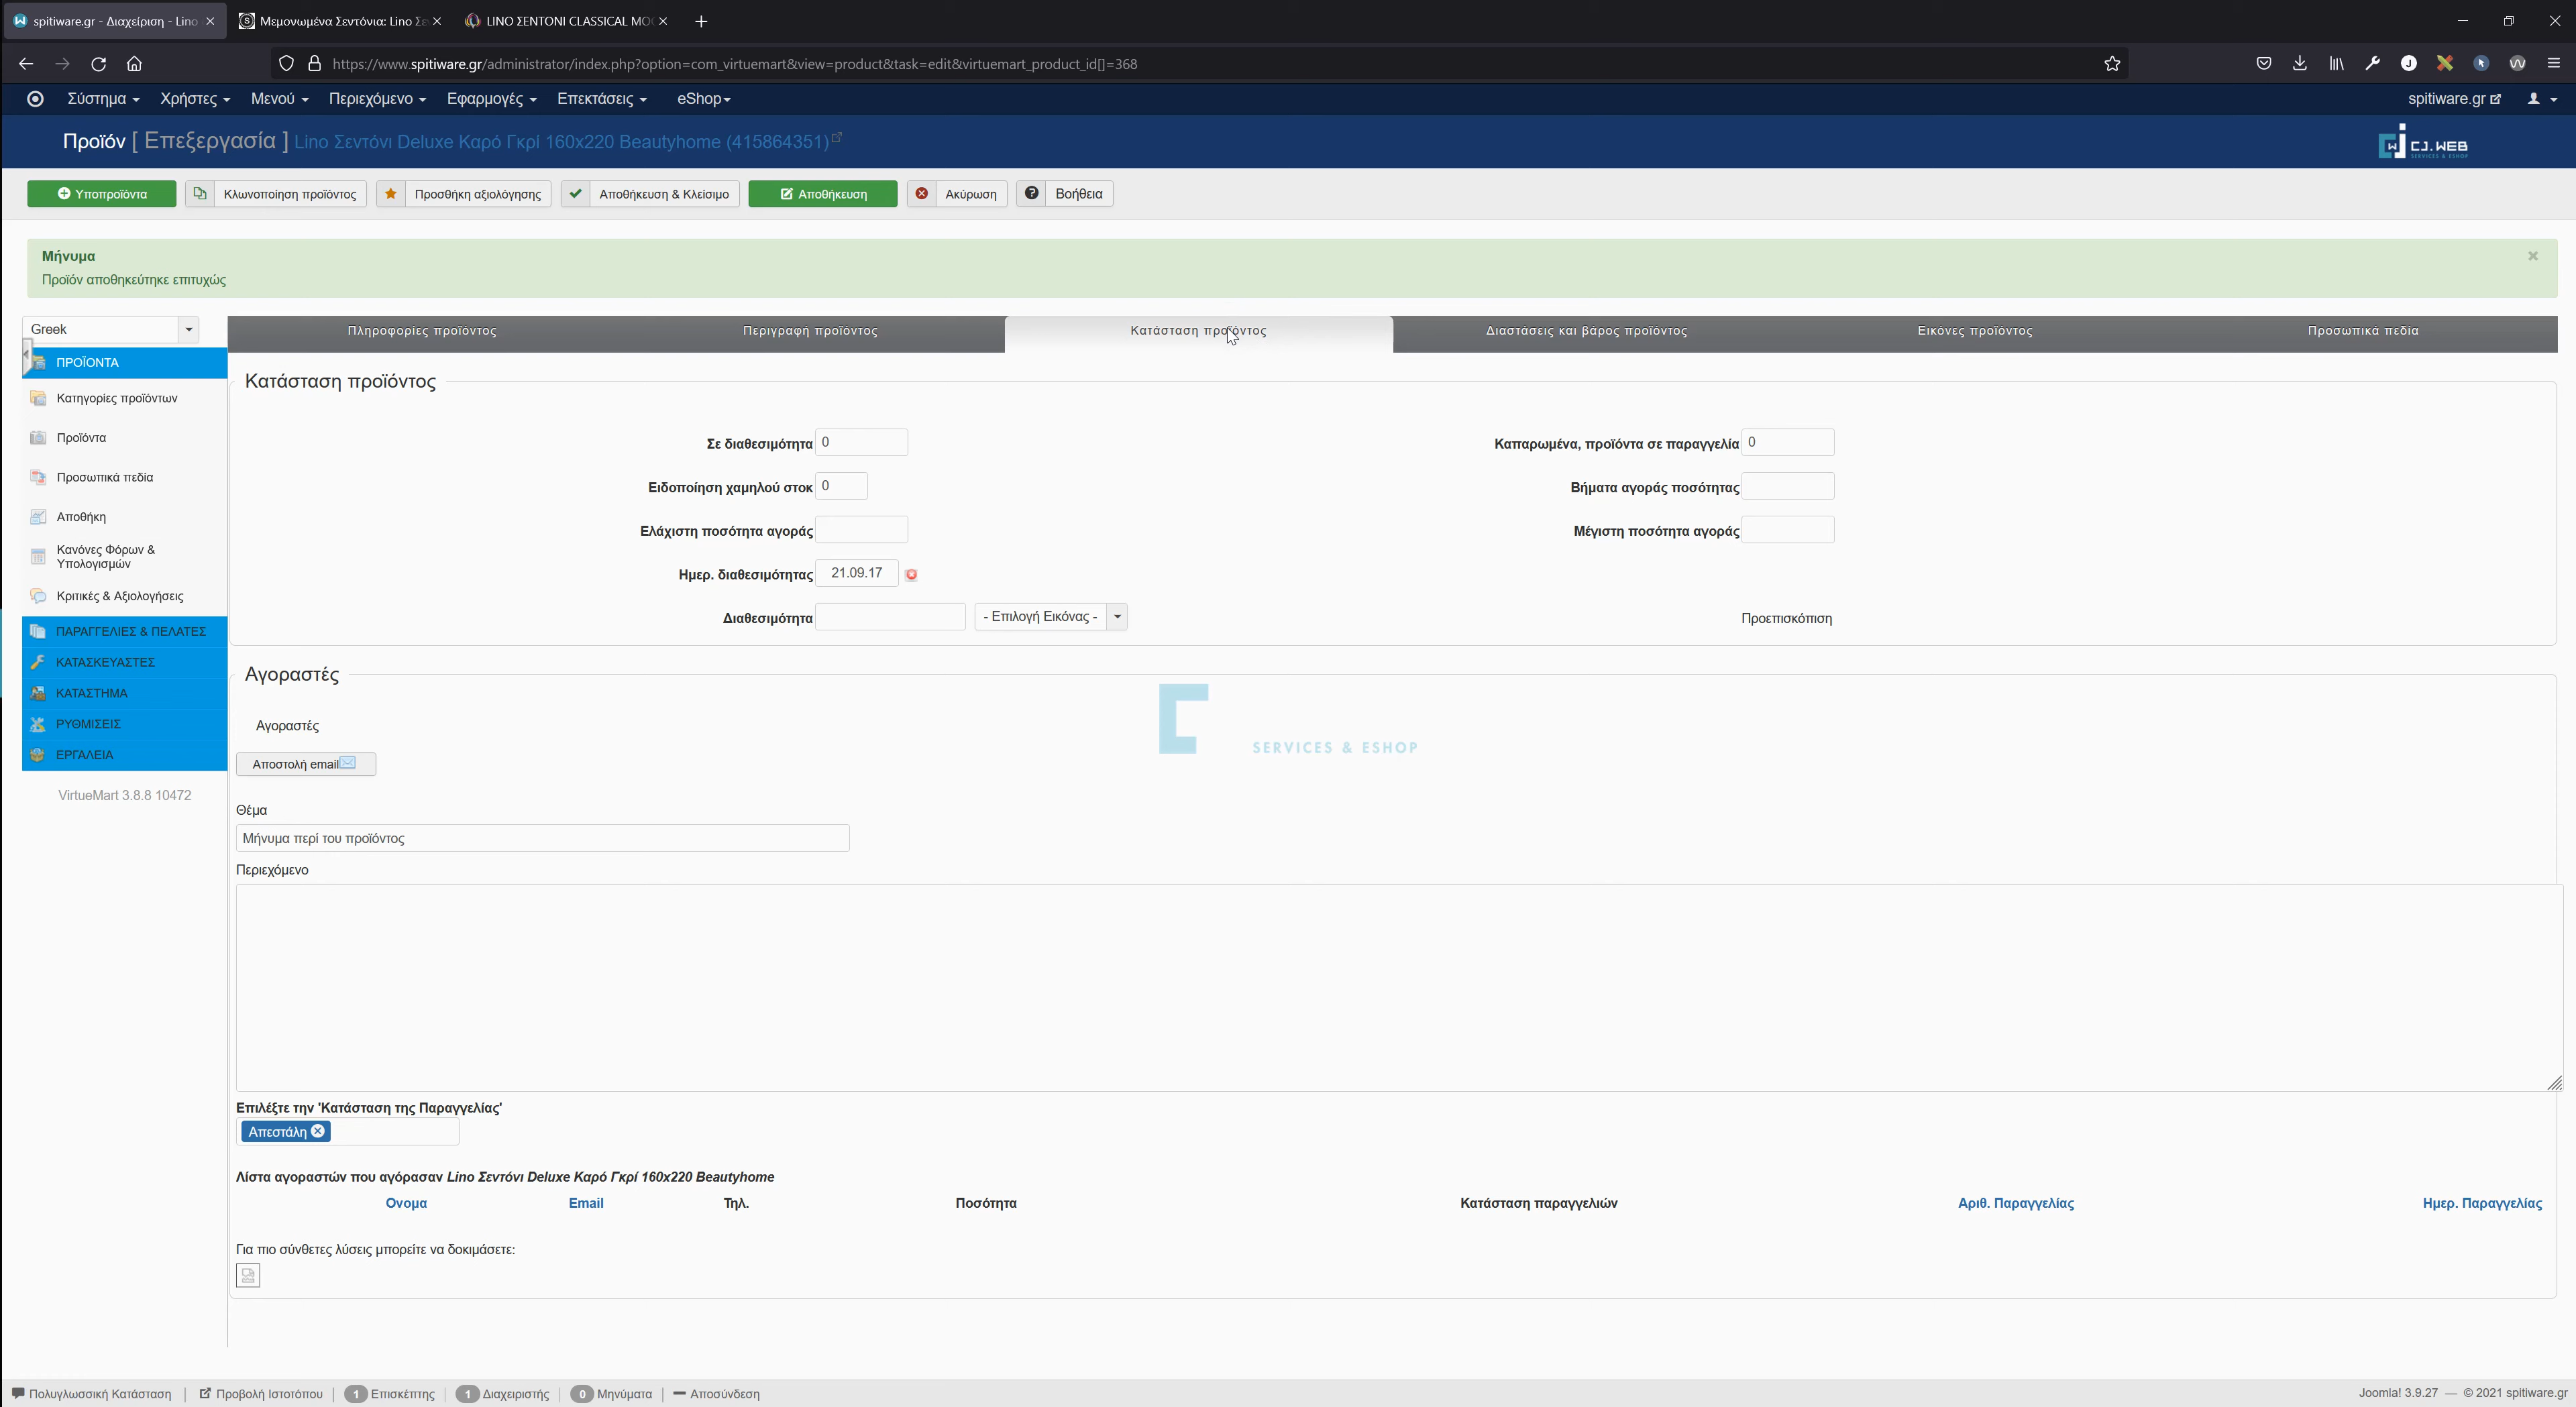 spitiware.gr - Διαχείριση - Lino
Μεμονωμένα Σεντόνια: Lino Σε
LINO ΣΕΝΤΟΝΙ CLASSICAL MO
https://www.spitiware.gr/administrator/index.php?option=com_virtuemart&view=product&task=edit&virtuemart_product_id[]=368
Σύστημα Χρήστες Μενού Περιεχόμενο Εφαρμογές Επεκτάσεις eShop spitiware.gr
Προϊόν [ Επεξεργασία ] Lino Σεντόνι Deluxe Καρό Γκρί 160x220 Beautyhome (415864351)
CJ.WEB
SERVICES & ESHOP
Υποπροϊόντα Κλωνοποίηση προϊόντος Προσθήκη αξιολόγησης Αποθήκευση & Κλείσιμο Αποθήκευση Ακύρωση Βοήθεια
Μήνυμα
Προϊόν αποθηκεύτηκε επιτυχώς
Greek
Πληροφορίες προϊόντος Περιγραφή προϊόντος Κατάσταση προϊόντος Διαστάσεις και βάρος προϊόντος Εικόνες προϊόντος Προσωπικά πεδία
ΠΡΟΪΟΝΤΑ
Κατηγορίες προϊόντων
Προϊόντα
Προσωπικά πεδία
Αποθήκη
Κανόνες Φόρων &
Υπολογισμών
Κριτικές & Αξιολογήσεις
ΠΑΡΑΓΓΕΛΙΕΣ & ΠΕΛΑΤΕΣ
ΚΑΤΑΣΚΕΥΑΣΤΕΣ
ΚΑΤΑΣΤΗΜΑ
ΡΥΘΜΙΣΕΙΣ
ΕΡΓΑΛΕΙΑ
VirtueMart 3.8.8 10472
Κατάσταση προϊόντος
Σε διαθεσιμότητα 0 Καπαρωμένα, προϊόντα σε παραγγελία 0
Ειδοποίηση χαμηλού στοκ 0 Βήματα αγοράς ποσότητας
Ελάχιστη ποσότητα αγοράς Μέγιστη ποσότητα αγοράς
Ημερ. διαθεσιμότητας 21.09.17
Διαθεσιμότητα - Επιλογή Εικόνας - Προεπισκόπιση
Αγοραστές
Αγοραστές
SERVICES & ESHOP
Αποστολή email
Θέμα
Μήνυμα περί του προϊόντος
Περιεχόμενο
Επιλέξτε την 'Κατάσταση της Παραγγελίας'
Απεστάλη
Λίστα αγοραστών που αγόρασαν Lino Σεντόνι Deluxe Καρό Γκρί 160x220 Beautyhome
Ονομα Email Τηλ. Ποσότητα Κατάσταση παραγγελιών Αριθ. Παραγγελίας Ημερ. Παραγγελίας
Για πιο σύνθετες λύσεις μπορείτε να δοκιμάσετε:
Πολυγλωσσική Κατάσταση Προβολή Ιστοτόπου 1 Επισκέπτης 1 Διαχειριστής 0 Μηνύματα Αποσύνδεση Joomla! 3.9.27 — © 2021 spitiware.gr